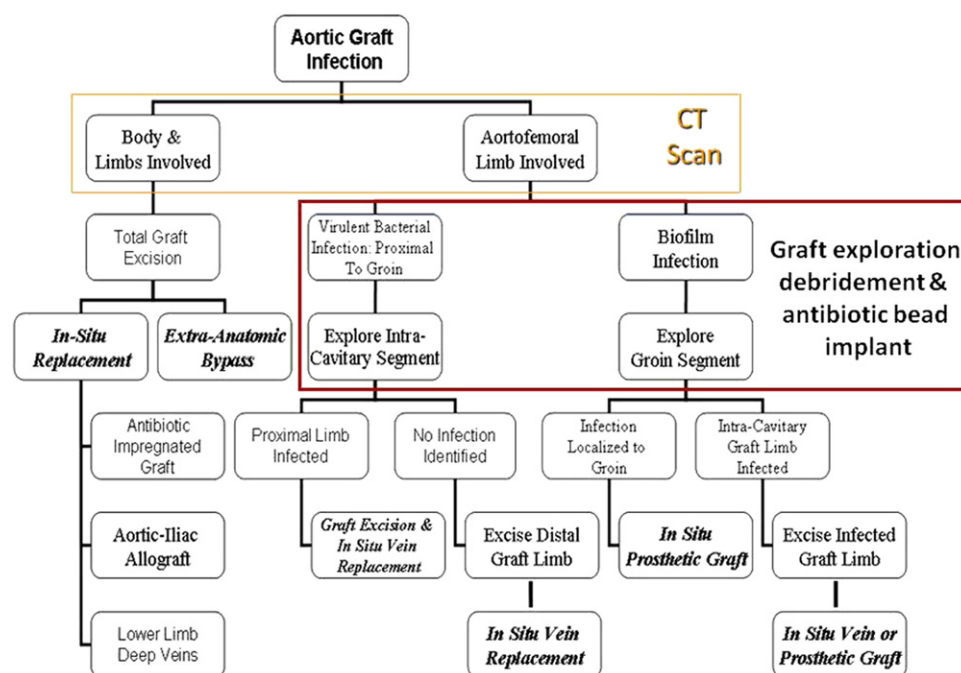 Aortic Graft
Infection
Body &
Limbs Involved
Aortofemoral
Limb Involved
CT
Scan
Total Graft
Excision
Virulent Bacterial
Infection: Proximal
To Groin
Biofilm
Infection
Graft exploration
debridement &
antibiotic bead
implant
In-Situ
Replacement
Extra-Anatomic
Bypass
Explore Intra-
Cavitary Segment
Explore
Groin Segment
Antibiotic
Impregnated
Graft
Proximal Limb
Infected
No Infection
Identified
Infection
Localized to
Groin
Intra-Cavitary
Graft Limb
Infected
Aortic-Iliac
Allograft
Graft Excision &
In Situ Vein
Replacement
Excise Distal
Graft Limb
In Situ
Prosthetic Graft
Excise Infected
Graft Limb
Lower Limb
Deep Veins
In Situ Vein
Replacement
In Situ Vein or
Prosthetic Graft